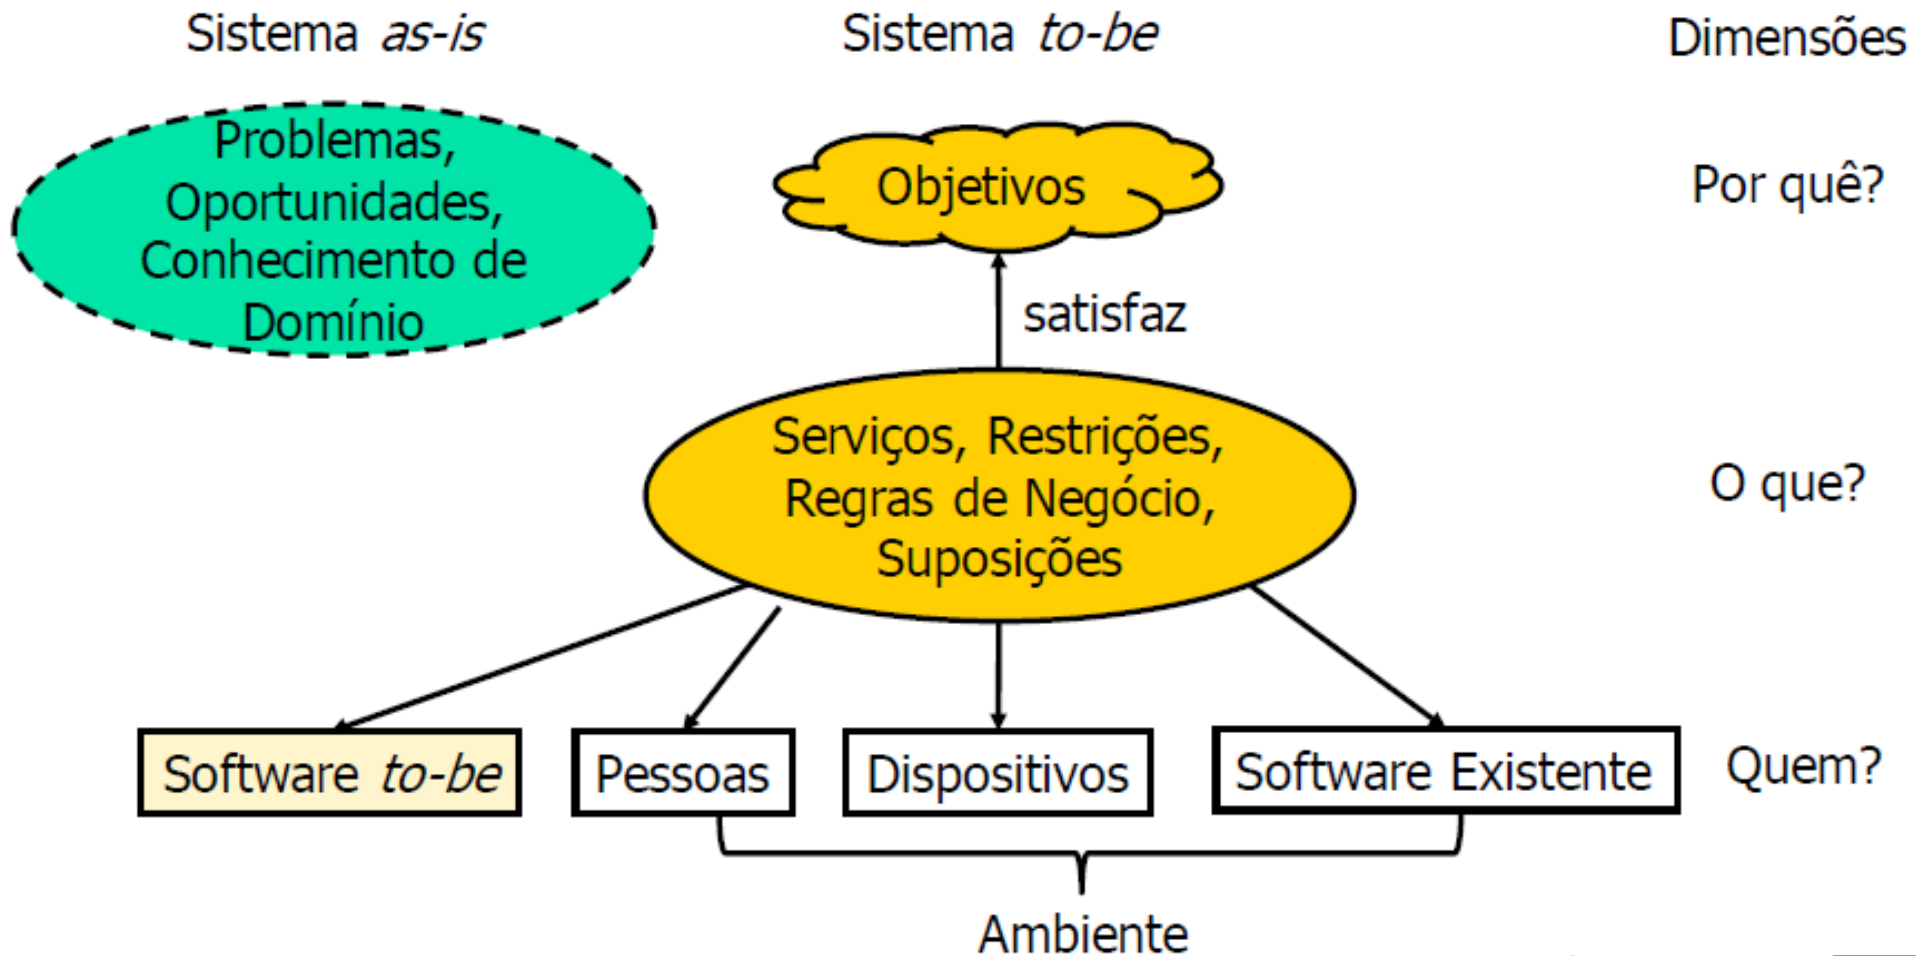 Sistema as-is
Sistema to-be
Dimensões
Problemas,
Oportunidades,
Conhecimento de
Domínio
Objetivos
Por quê?
satisfaz
Serviços, Restrições,
Regras de Negócio,
Suposições
O que?
Software to-be
Pessoas
Dispositivos
Software Existente
Quem?
Ambiente